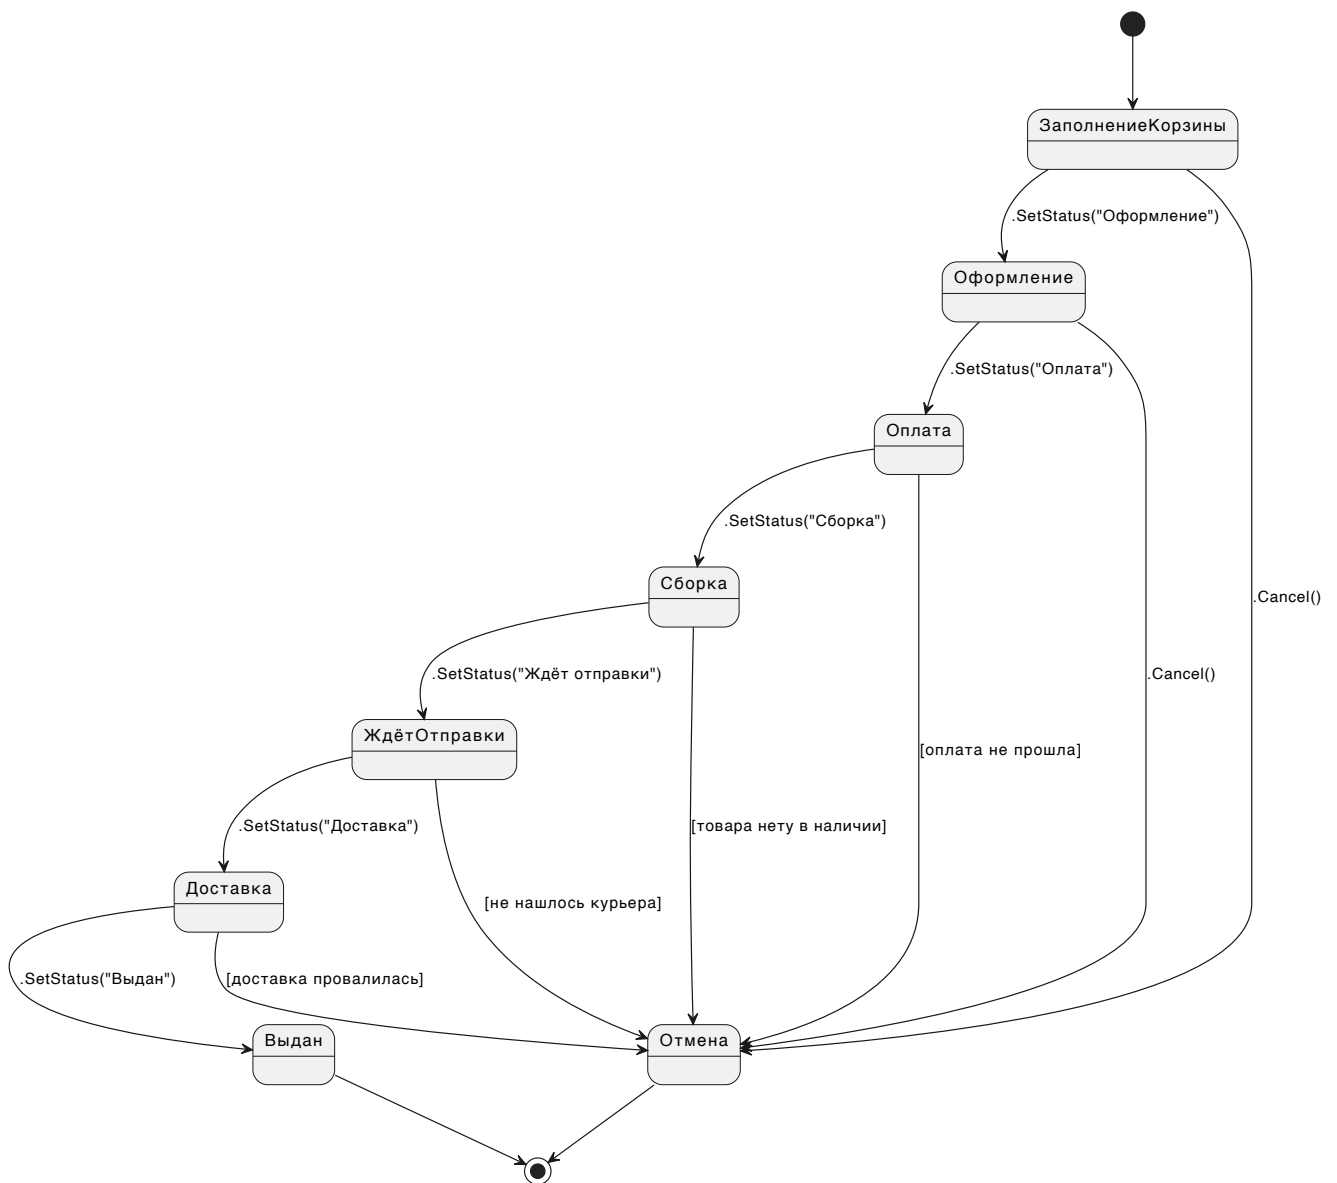 ЗаполнениеКорзины
.SetStatus("Оформление")
Оформление
.SetStatus("Оплата")
Оплата
.SetStatus("Сборка")
Сборка
.Cancel()
.SetStatus("Ждёт отправки")
.Cancel()
ЖдётОтправки
[оплата не прошла]
.SetStatus("Доставка")
[товара нету в наличии]
Доставка
[не нашлось курьера]
.SetStatus("Выдан")
[доставка провалилась]
Выдан
Отмена